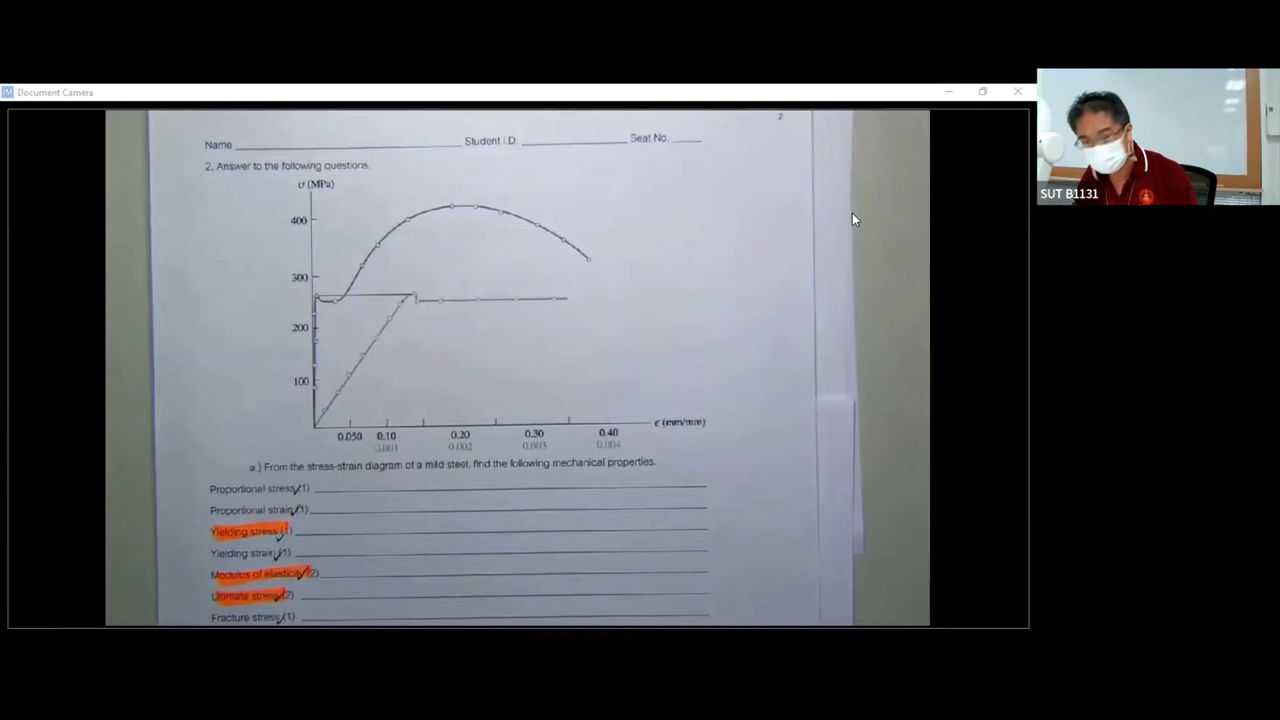 Document Camera
2
Name Student I.D. Seat No.
2. Answer to the following questions.
σ (MPa)
400
300
200
100
ϵ (mm/mm)
0.050 0.10 0.20 0.30 0.40
0.001 0.002 0.003 0.004
a.) From the stress-strain diagram of a mild steel, find the following mechanical properties.
Proportional stress (1)
Proportional strain (1)
Yielding stress (1)
Yielding strain (1)
Modulus of elasticity (2)
Ultimate stress (2)
Fracture stress (1)
SUT B1131